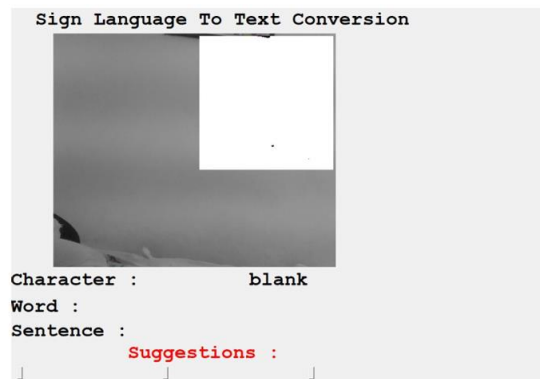 Sign Language To Text Conversion
Character : blank
Word :
Sentence :
Suggestions :